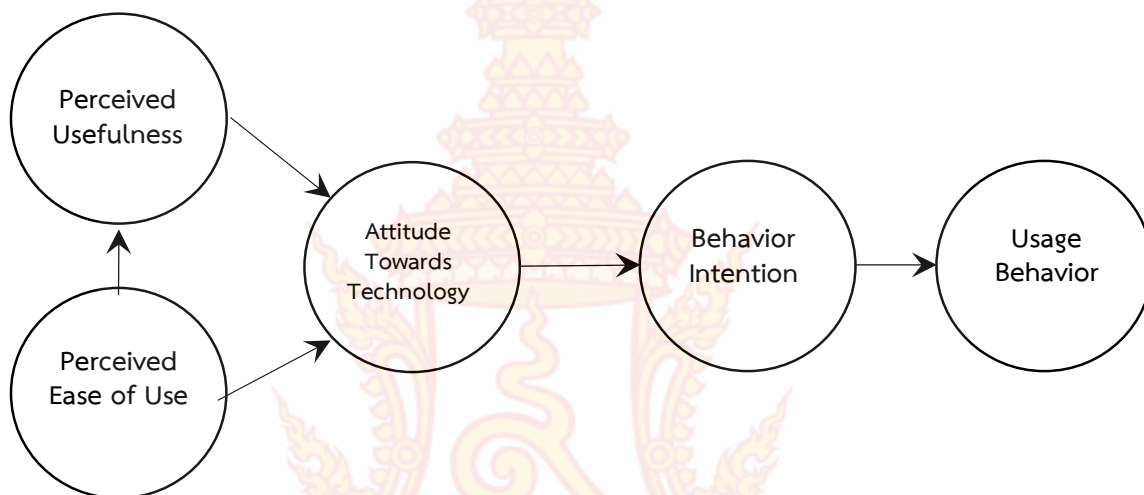 Perceived
Usefulness
Perceived
Ease of Use
Attitude
Towards
Technology
Behavior
Intention
Usage
Behavior